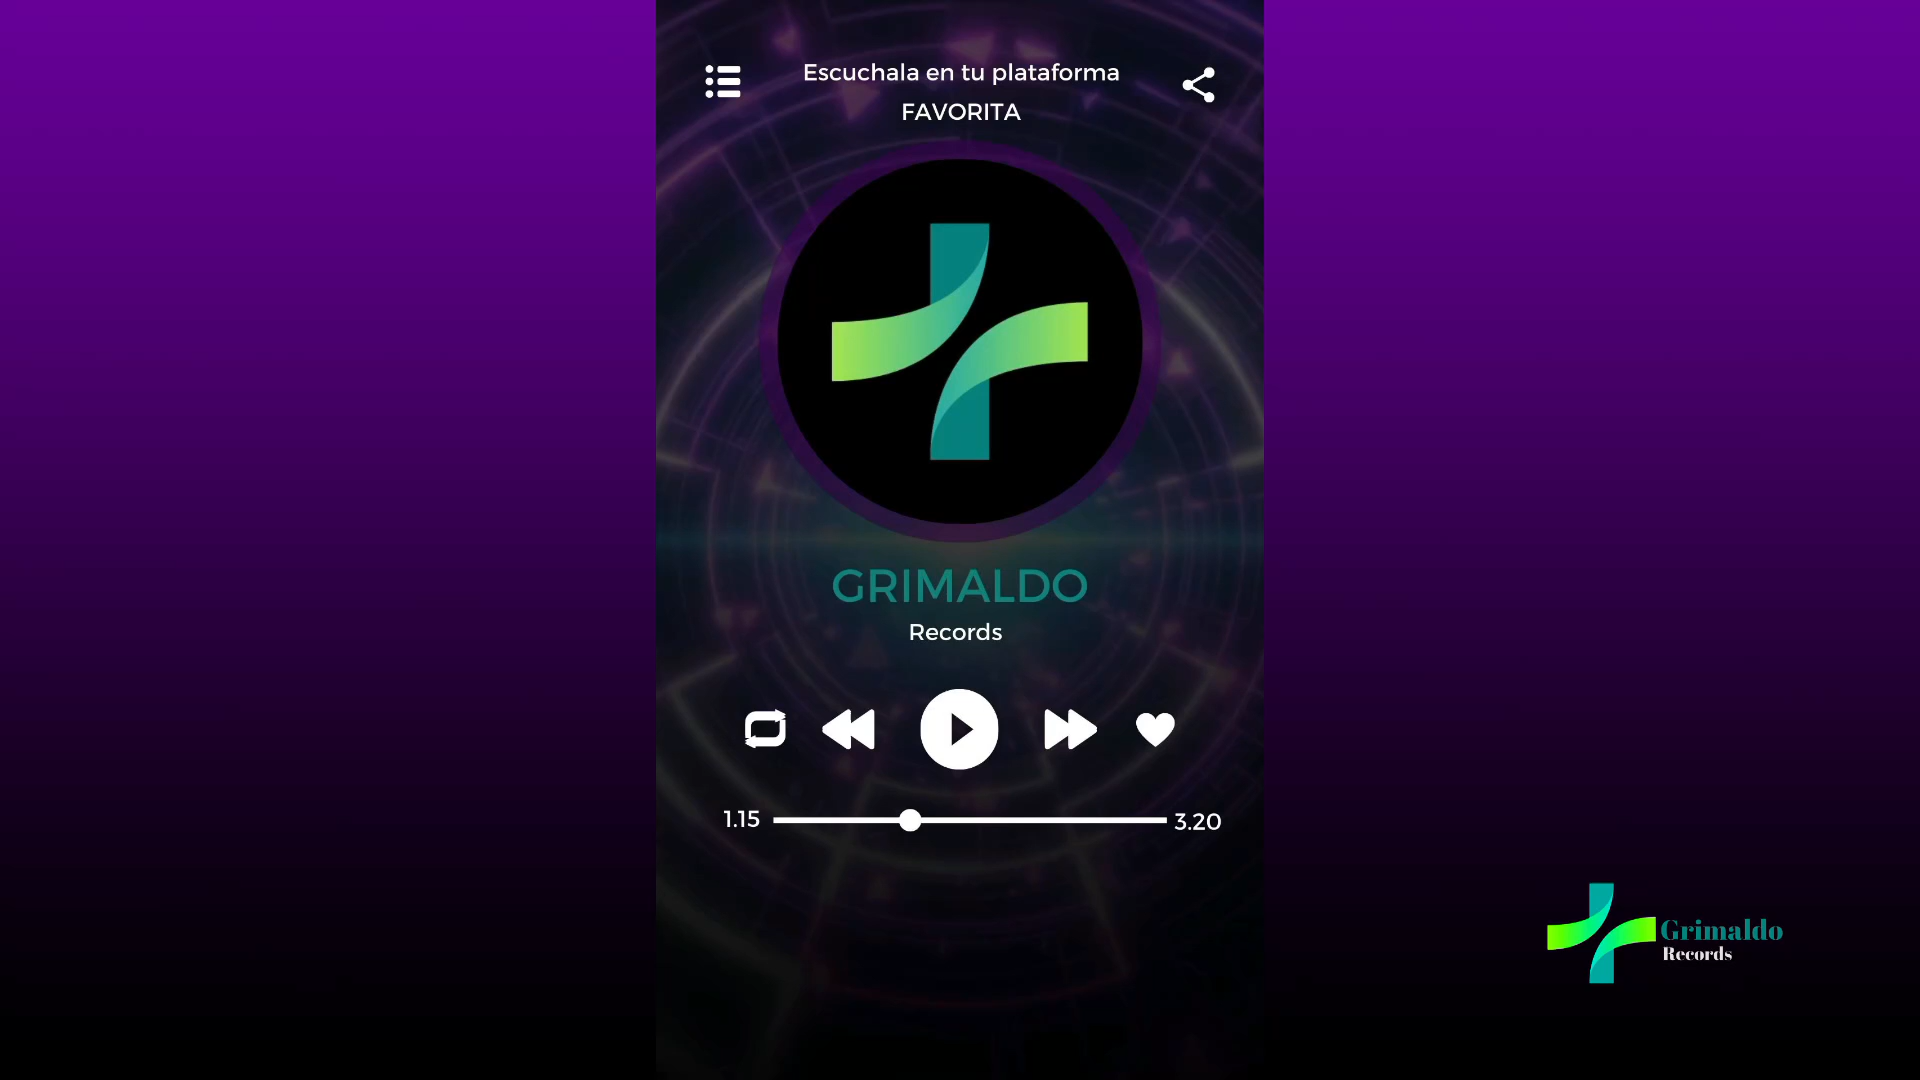 Escuchala en tu plataforma
FAVORITA
GRIMALDO
Records
1.15
3.20
Grimaldo
Records